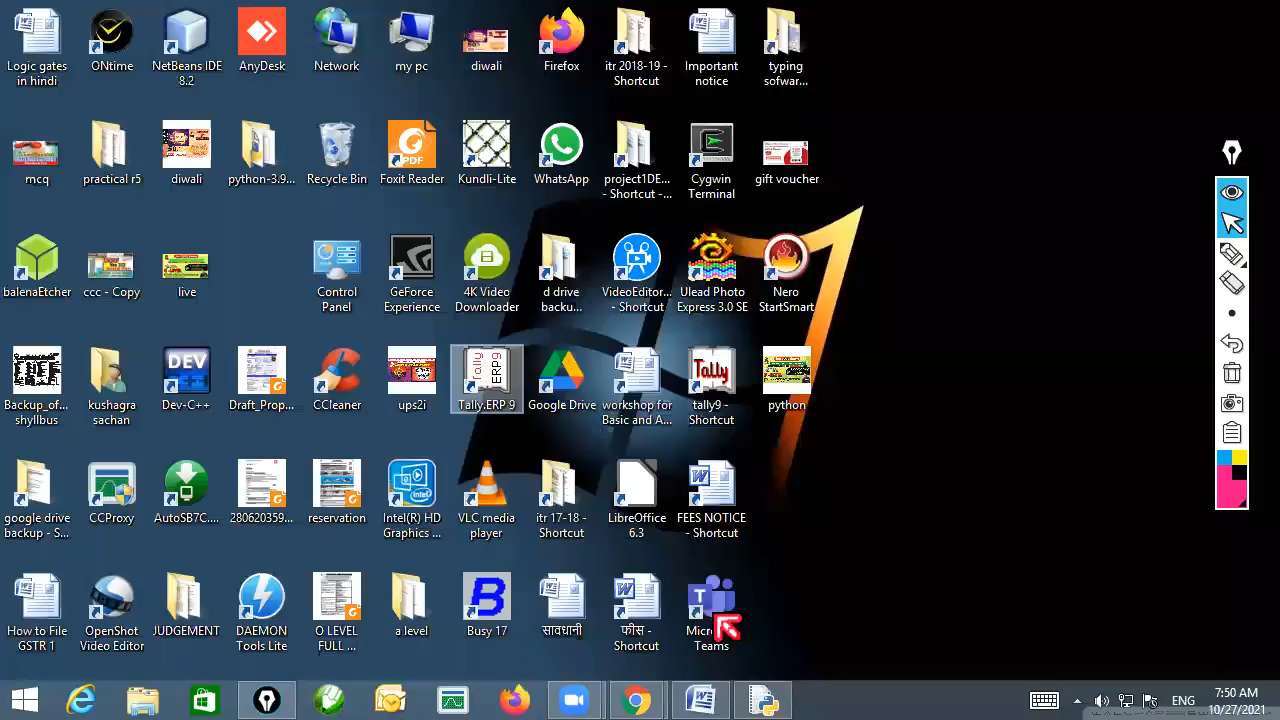 Logic gates
in hindi
ONtime
NetBeans IDE
8.2
AnyDesk
Network
my pc
diwali
Firefox
itr 2018-19 -
Shortcut
Important
notice
typing
sofwar...
mcq
ractical r5
diwali
python-3.9...
Recycle Bin
PDF
Foxit Reader
Kundli-Lite
WhatsApp
project1DE...
- Shortcut -...
Cygwin
Terminal
gift voucher
balenaEtcher
ccc - Copy
live
Control
Panel
GeForce
Experience
4K Video
Downloader
d drive
backu...
VideoEditor...
- Shortcut
Ulead Photo
Express 3.0 SE
Nero
StartSmart
Backup_of...
shyllbus
kushagra
sachan
DEV
Dev-C++
Draft_Prop...
CCleaner
ups2i
ERP9
Tally.ERP 9
Google Drive
workshop for
Basic and A...
Tally
tally9 -
Shortcut
python
google drive
backup - S...
CCProxy
AutoSB7C....
280620359...
reservation
intel
Intel(R) HD
Graphics ...
VLC media
player
itr 17-18 -
Shortcut
LibreOffice
6.3
FEES NOTICE
- Shortcut
How to File
GSTR 1
OpenShot
Video Editor
JUDGEMENT
DAEMON
Tools Lite
O LEVEL
FULL ...
a level
B
Busy 17
सावधानी
फीस -
Shortcut
T
Teams
ENG
7:50 AM
10/27/2021